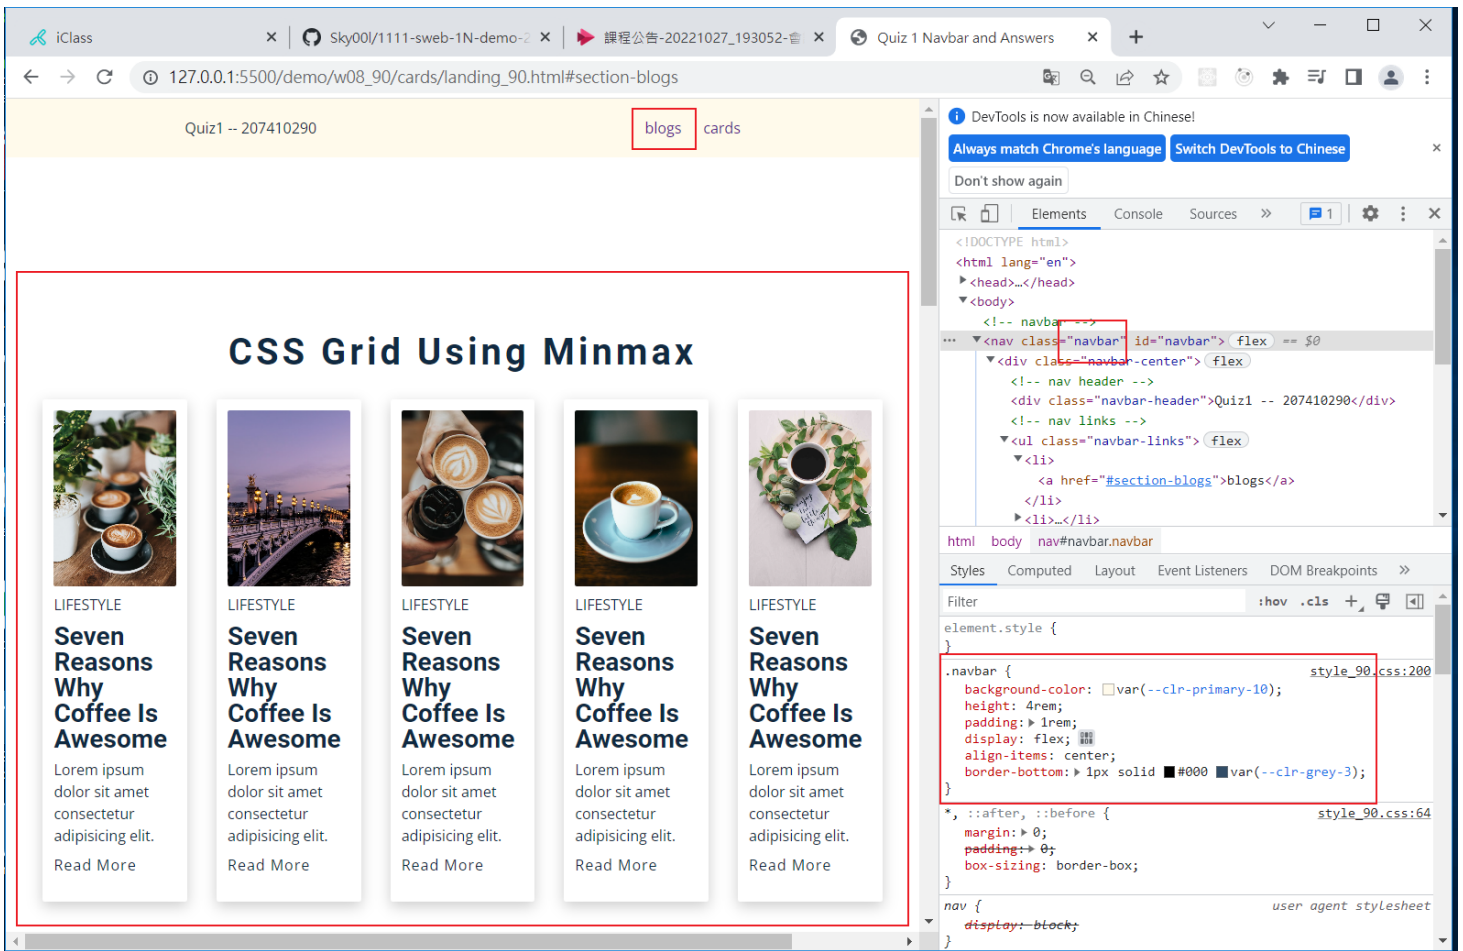 iClass
Sky00l/1111-sweb-1N-demo-2
課程公告-20221027_193052-會
Quiz 1 Navbar and Answers
127.0.0.1:5500/demo/w08_90/cards/landing_90.html#section-blogs
Quiz1 -- 207410290
blogs
cards
CSS Grid Using Minmax
LIFESTYLE
Seven
Reasons
Why
Coffee Is
Awesome
Lorem ipsum
dolor sit amet
consectetur
adipisicing elit.
Read More
LIFESTYLE
Seven
Reasons
Why
Coffee Is
Awesome
Lorem ipsum
dolor sit amet
consectetur
adipisicing elit.
Read More
LIFESTYLE
Seven
Reasons
Why
Coffee Is
Awesome
Lorem ipsum
dolor sit amet
consectetur
adipisicing elit.
Read More
LIFESTYLE
Seven
Reasons
Why
Coffee Is
Awesome
Lorem ipsum
dolor sit amet
consectetur
adipisicing elit.
Read More
LIFESTYLE
Seven
Reasons
Why
Coffee Is
Awesome
Lorem ipsum
dolor sit amet
consectetur
adipisicing elit.
Read More
DevTools is now available in Chinese!
Always match Chrome's language
Switch DevTools to Chinese
Don't show again
Elements Console Sources » 1
<!DOCTYPE html>
<html lang="en">
<head>…</head>
<body>
<!-- navbar -->
<nav class="navbar" id="navbar"> flex == $0
<div class="navbar-center"> flex
<!-- nav header -->
<div class="navbar-header">Quiz1 -- 207410290</div>
<!-- nav links -->
<ul class="navbar-links"> flex
<li>
<a href="#section-blogs">blogs</a>
</li>
<li>…</li>
html body nav#navbar.navbar
Styles Computed Layout Event Listeners DOM Breakpoints »
Filter :hov .cls +
element.style {
}
.navbar { style_90.css:200
background-color: var(--clr-primary-10);
height: 4rem;
padding: 1rem;
display: flex;
align-items: center;
border-bottom: 1px solid #000 var(--clr-grey-3);
}
*, ::after, ::before { style_90.css:64
margin: 0;
padding: 0;
box-sizing: border-box;
}
nav { user agent stylesheet
display: block;
}